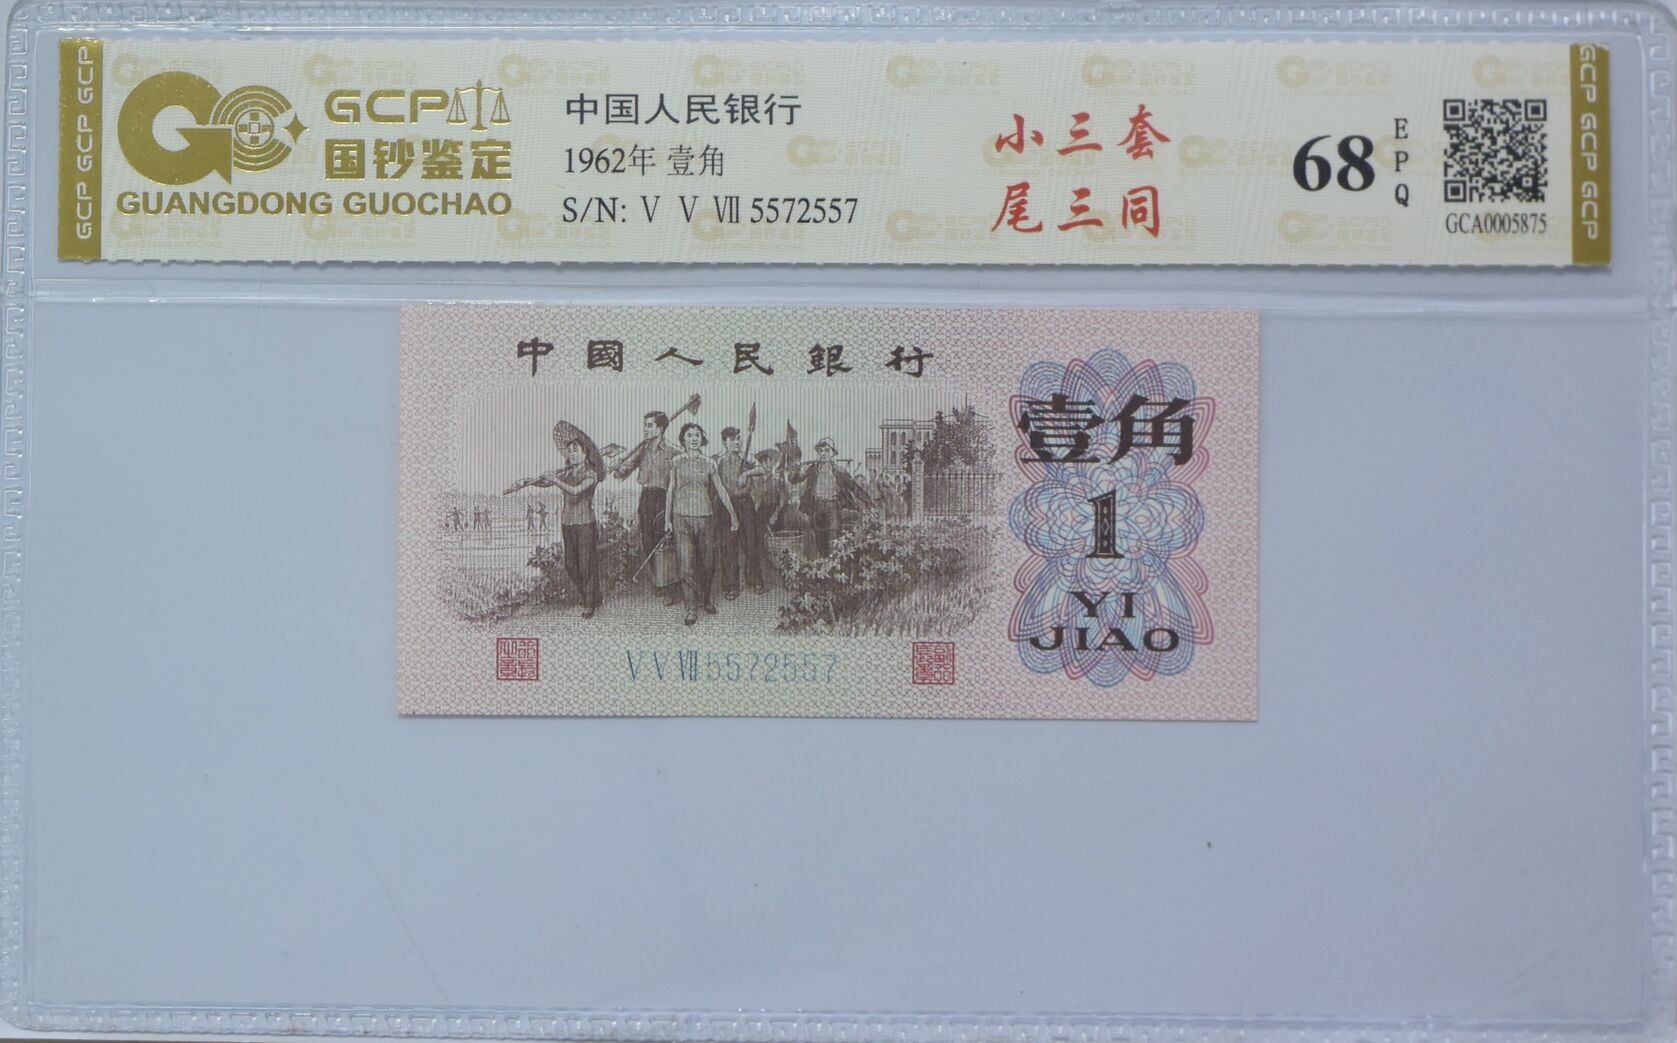 GCP GCP GCP
GCP
国钞鉴定
GUANGDONG GUOCHAO
中国人民银行
1962年 壹角
S/N: Ⅴ Ⅴ Ⅶ 5572557
小三套
尾三同
68
EPQ
GCA0005875
GCP GCP GCP
中國人民銀行
壹角
1
YI
JIAO
ⅤⅤⅦ5572557